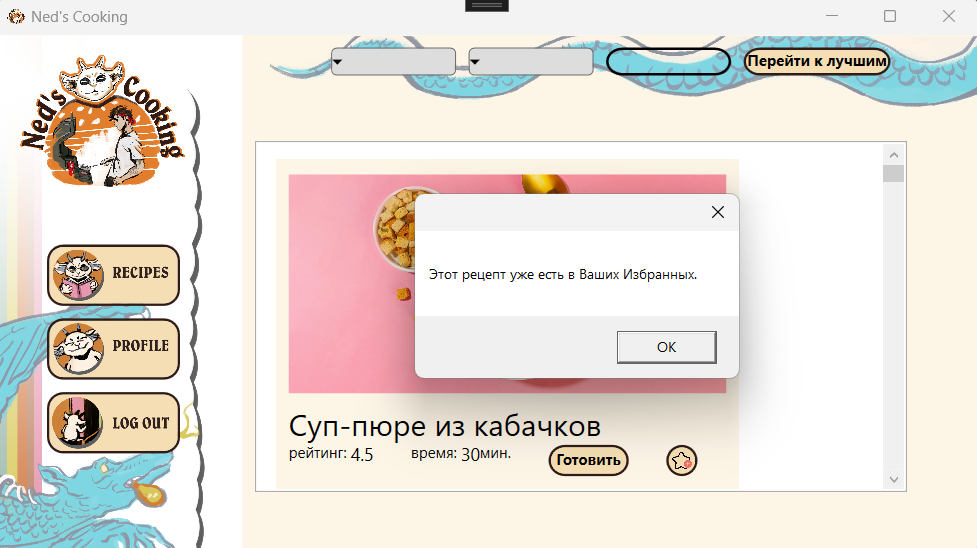 Ned's Cooking
Ned's Cooking
Перейти к лучшим
RECIPES
PROFILE
LOG OUT
Этот рецепт уже есть в Ваших Избранных.
OK
Суп-пюре из кабачков
рейтинг: 4.5 время: 30мин. Готовить